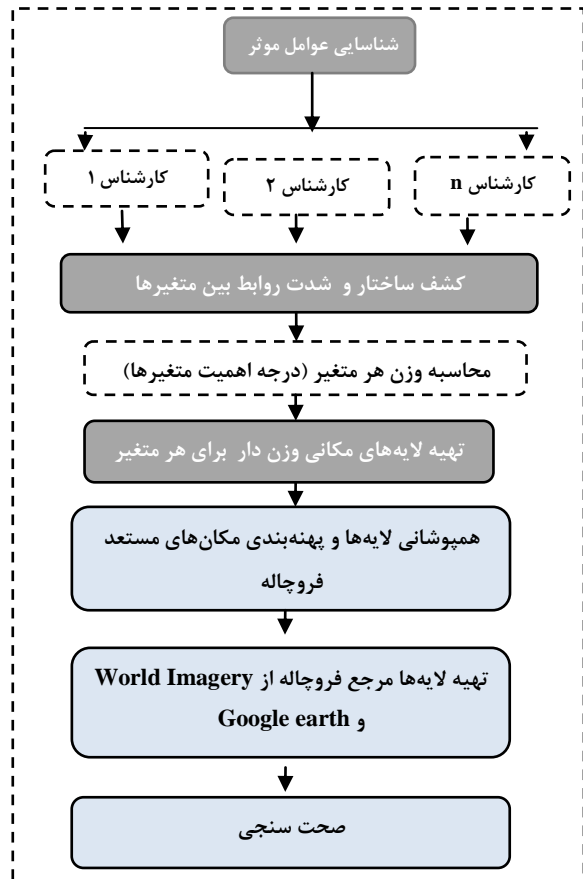 شناسایی عوامل موثر
کارشناس ۱
کارشناس ۲
کارشناس n
کشف ساختار و شدت روابط بین متغیرها
محاسبه وزن هر متغیر (درجه اهمیت متغیرها)
تهیه لایه‌های مکانی وزن دار برای هر متغیر
همپوشانی لایه‌ها و پهنه‌بندی مکان‌های مستعد
فروچاله
تهیه لایه‌ها مرجع فروچاله از World Imagery
و Google earth
صحت سنجی